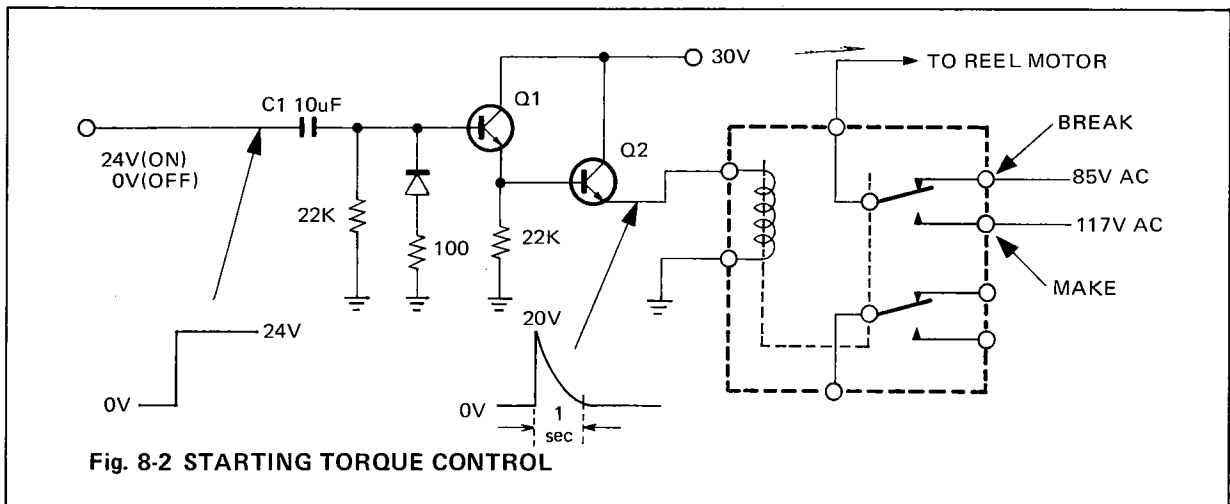 30V
TO REEL MOTOR
C1 10uF
Q1
BREAK
24V(ON)
0V(OFF)
Q2
85V AC
22K
100
22K
117V AC
MAKE
24V
20V
0V
0V
1
sec
Fig. 8-2 STARTING TORQUE CONTROL